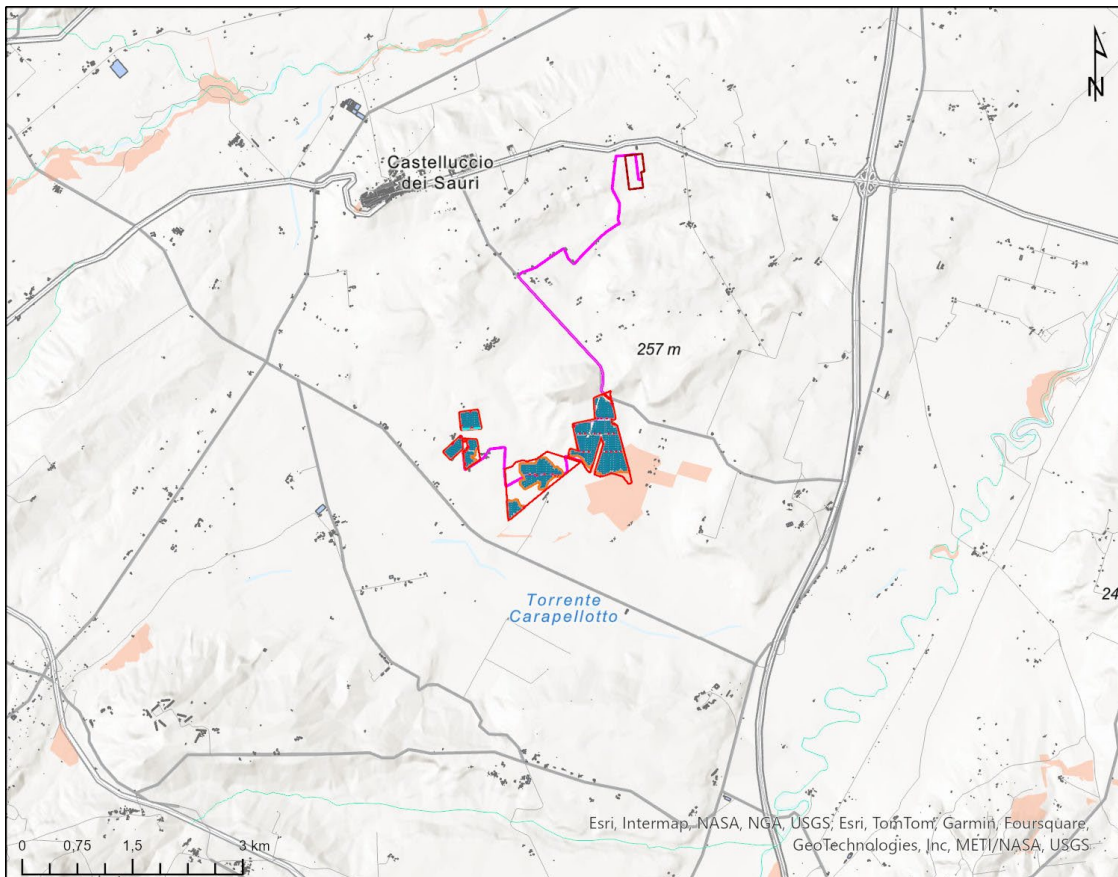 N
Castelluccio
dei Sauri
257 m
Torrente
Carapellotto
24
Esri, Intermap, NASA, NGA, USGS; Esri, TomTom, Garmin, Foursquare,
GeoTechnologies, Inc, METI/NASA, USGS
0 0,75 1,5 3 km